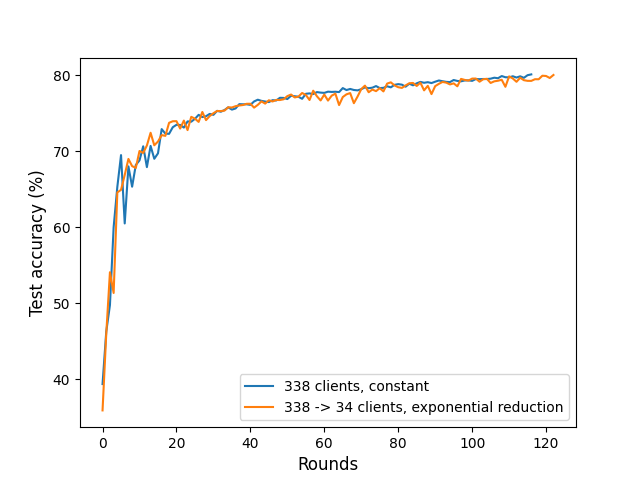 80
70
60
50
40
Test accuracy (%)
338 clients, constant
338 -> 34 clients, exponential reduction
0 20 40 60 80 100 120
Rounds